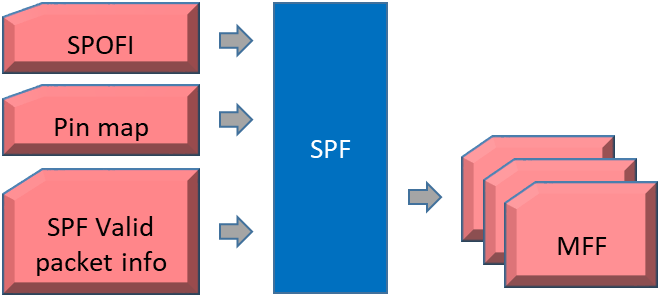 SPOFI
Pin map
SPF Valid
packet info
SPF
MFF